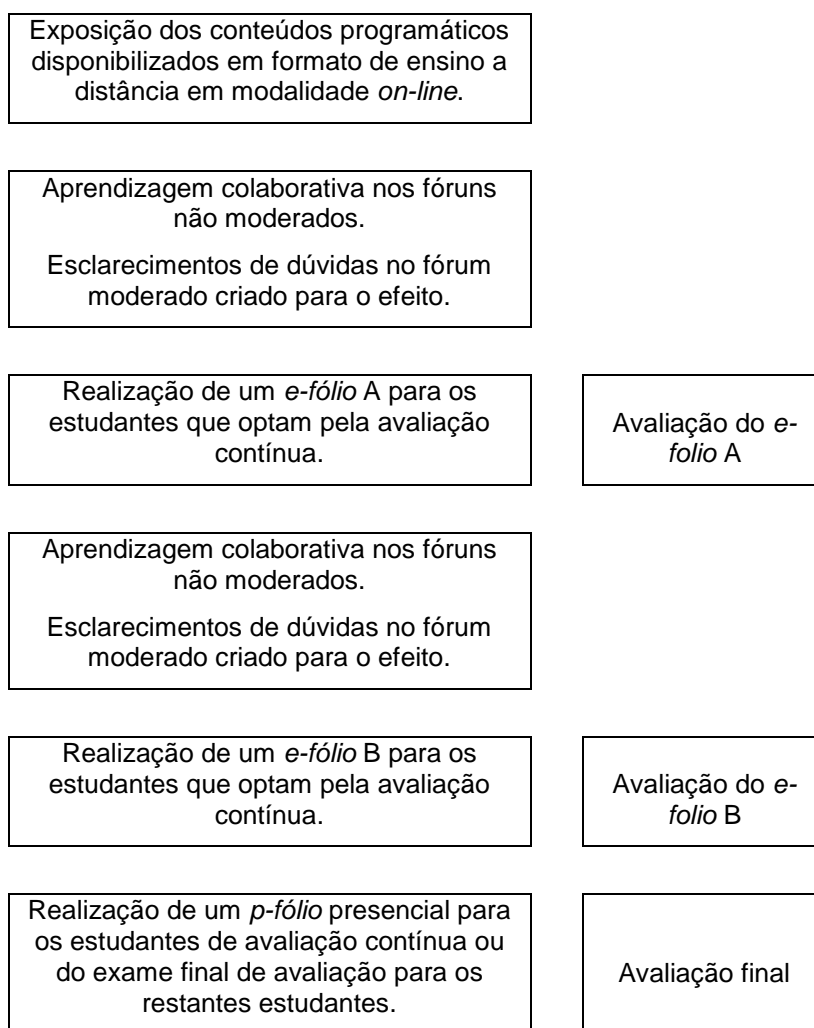 Exposição dos conteúdos programáticos
disponibilizados em formato de ensino a
distância em modalidade on-line.
Aprendizagem colaborativa nos fóruns
não moderados.
Esclarecimentos de dúvidas no fórum
moderado criado para o efeito.
Realização de um e-fólio A para os
estudantes que optam pela avaliação
contínua.
Avaliação do e-
folio A
Aprendizagem colaborativa nos fóruns
não moderados.
Esclarecimentos de dúvidas no fórum
moderado criado para o efeito.
Realização de um e-fólio B para os
estudantes que optam pela avaliação
contínua.
Avaliação do e-
folio B
Realização de um p-fólio presencial para
os estudantes de avaliação contínua ou
do exame final de avaliação para os
restantes estudantes.
Avaliação final